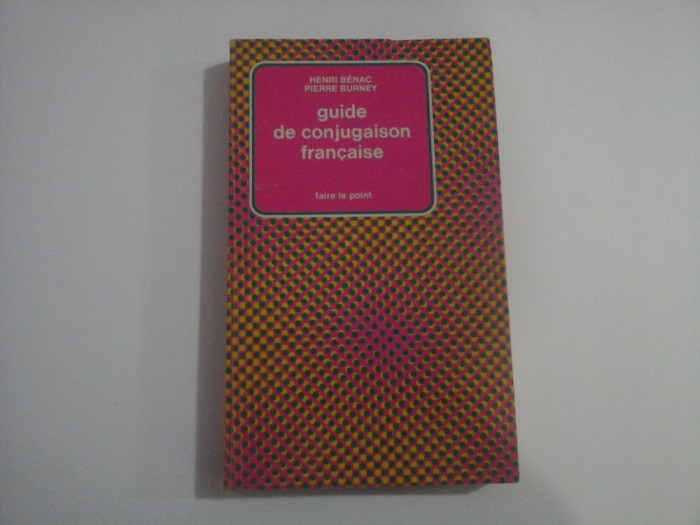 HENRI BÉNAC
PIERRE BURNEY
guide
de conjugaison
française
faire le point